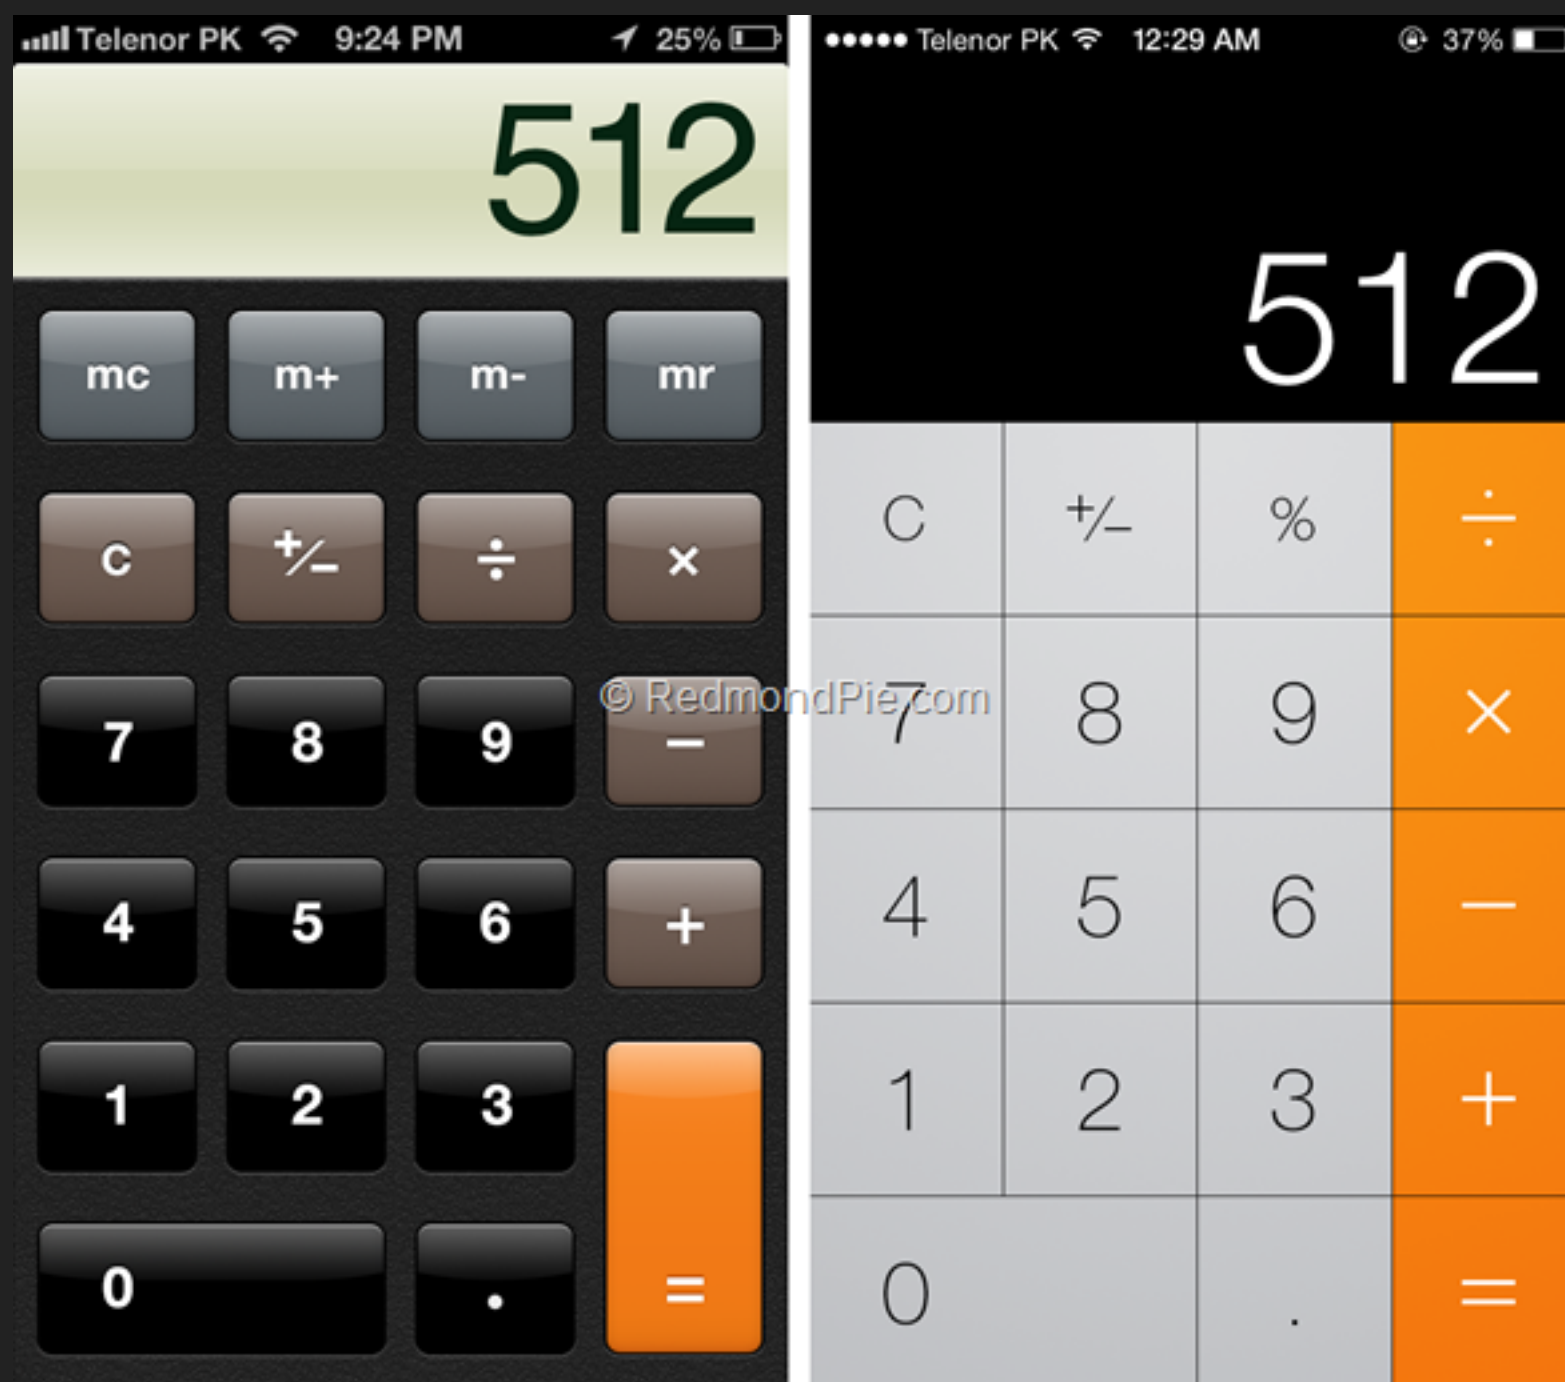 Telenor PK 9:24 PM 25%
512
mc m+ m- mr
c +/− ÷ ×
7 8 9 −
4 5 6 +
1 2 3
0 . =
Telenor PK 12:29 AM 37%
512
C +/− % ÷
7 8 9 ×
4 5 6 −
1 2 3 +
0 . =
© RedmondPie.com